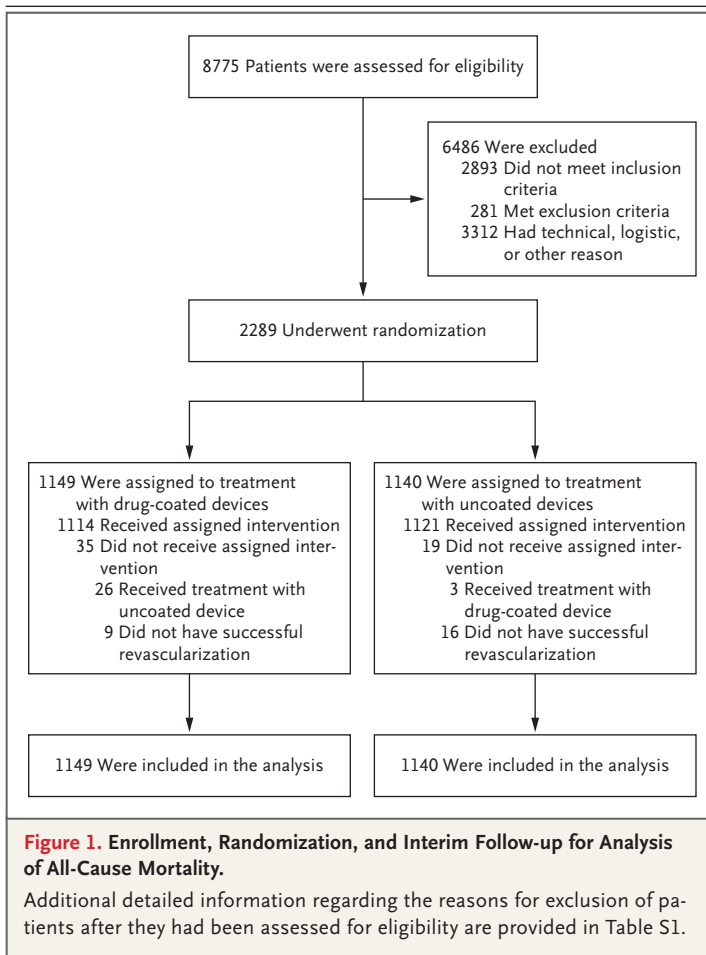 8775 Patients were assessed for eligibility
6486 Were excluded
2893 Did not meet inclusion
criteria
281 Met exclusion criteria
3312 Had technical, logistic,
or other reason
2289 Underwent randomization
1149 Were assigned to treatment
with drug-coated devices
1114 Received assigned intervention
35 Did not receive assigned inter-
vention
26 Received treatment with
uncoated device
9 Did not have successful
revascularization
1140 Were assigned to treatment
with uncoated devices
1121 Received assigned intervention
19 Did not receive assigned inter-
vention
3 Received treatment with
drug-coated device
16 Did not have successful
revascularization
1149 Were included in the analysis
1140 Were included in the analysis
Figure 1. Enrollment, Randomization, and Interim Follow-up for Analysis
of All-Cause Mortality.
Additional detailed information regarding the reasons for exclusion of pa-
tients after they had been assessed for eligibility are provided in Table S1.